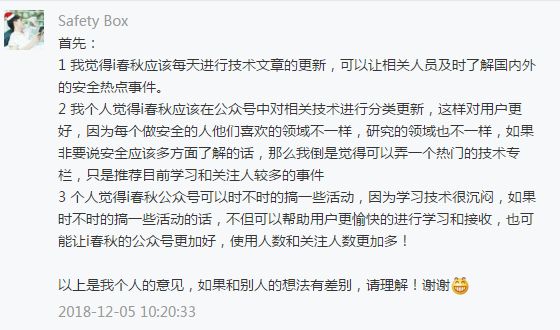 Safety Box
首先：
1 我觉得i春秋应该每天进行技术文章的更新，可以让相关人员及时了解国内外
的安全热点事件。
2 我个人觉得i春秋应该在公众号中对相关技术进行分类更新，这样对用户更
好，因为每个做安全的人他们喜欢的领域不一样，研究的领域也不一样，如果
非要说安全应该多方面了解的话，那么我倒是觉得可以弄一个热门的技术专
栏，只是推荐目前学习和关注人较多的事件
3 个人觉得i春秋公众号可以时不时的搞一些活动，因为学习技术很沉闷，如果
时不时的搞一些活动的话，不但可以帮助用户更愉快的进行学习和接收，也可
能让i春秋的公众号更加好，使用人数和关注人数更加多！
以上是我个人的意见，如果和别人的想法有差别，请理解！谢谢😁
2018-12-05 10:20:33